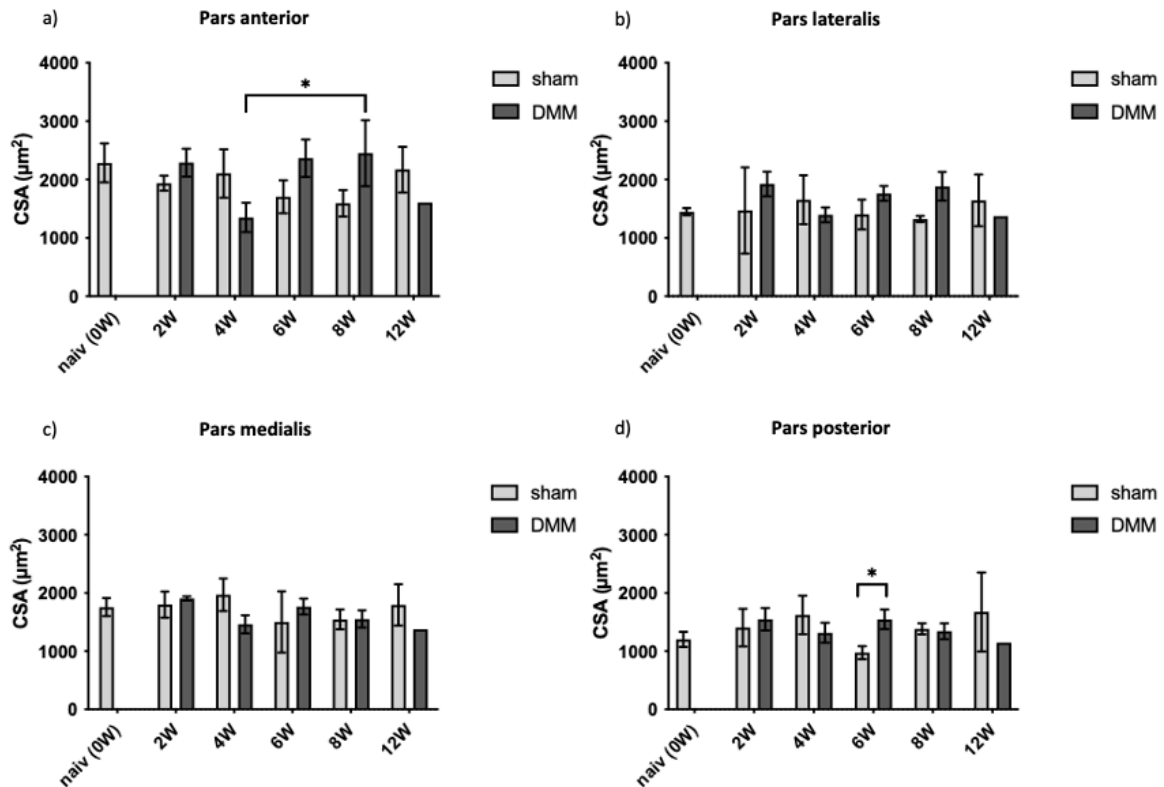 a)
Pars anterior
4000
3000
2000
1000
0
CSA (µm²)
*
sham
DMM
naiv (0W)
2W
4W
6W
8W
12W
b)
Pars lateralis
4000
3000
2000
1000
0
CSA (µm²)
sham
DMM
naiv (0W)
2W
4W
6W
8W
12W
c)
Pars medialis
4000
3000
2000
1000
0
CSA (µm²)
sham
DMM
naiv (0W)
2W
4W
6W
8W
12W
d)
Pars posterior
4000
3000
2000
1000
0
CSA (µm²)
*
sham
DMM
naiv (0W)
2W
4W
6W
8W
12W